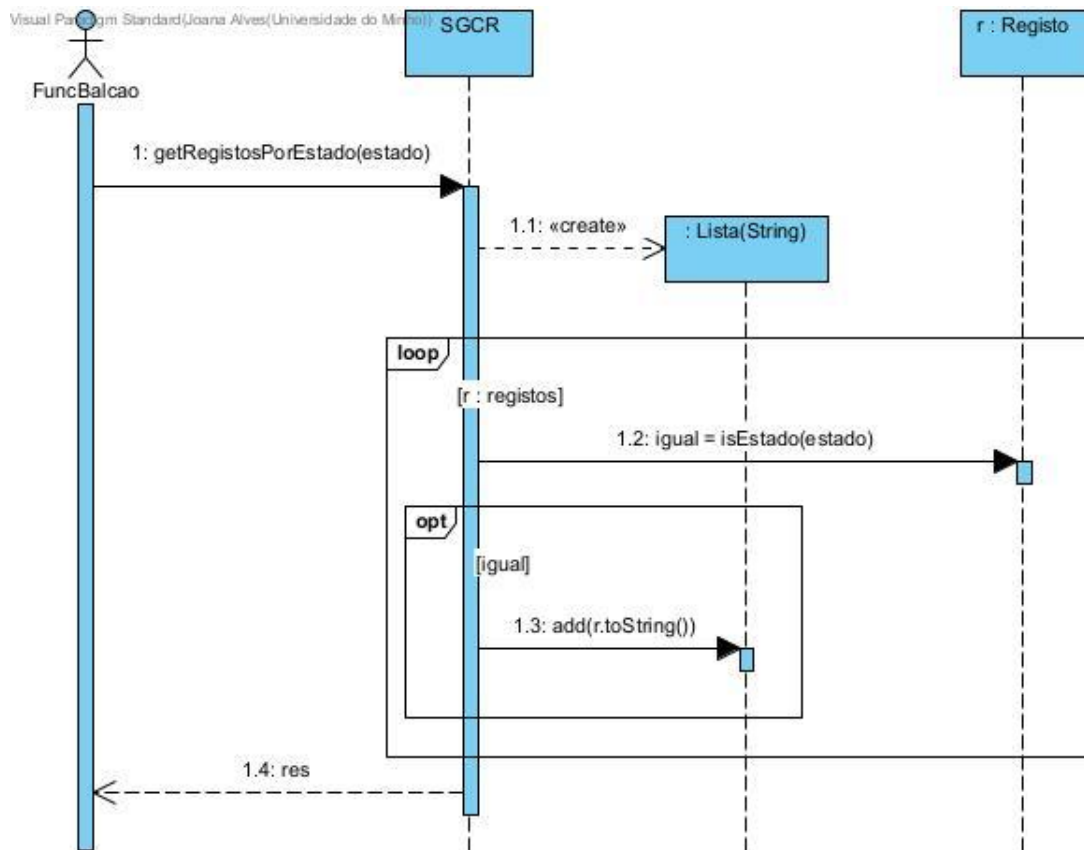 Visual Paradigm Standard(Joana Alves(Universidade do Minho))
SGCR
r : Registo
FuncBalcao
1: getRegistosPorEstado(estado)
1.1: «create»
: Lista(String)
loop
[r : registos]
1.2: igual = isEstado(estado)
opt
[igual]
1.3: add(r.toString())
1.4: res